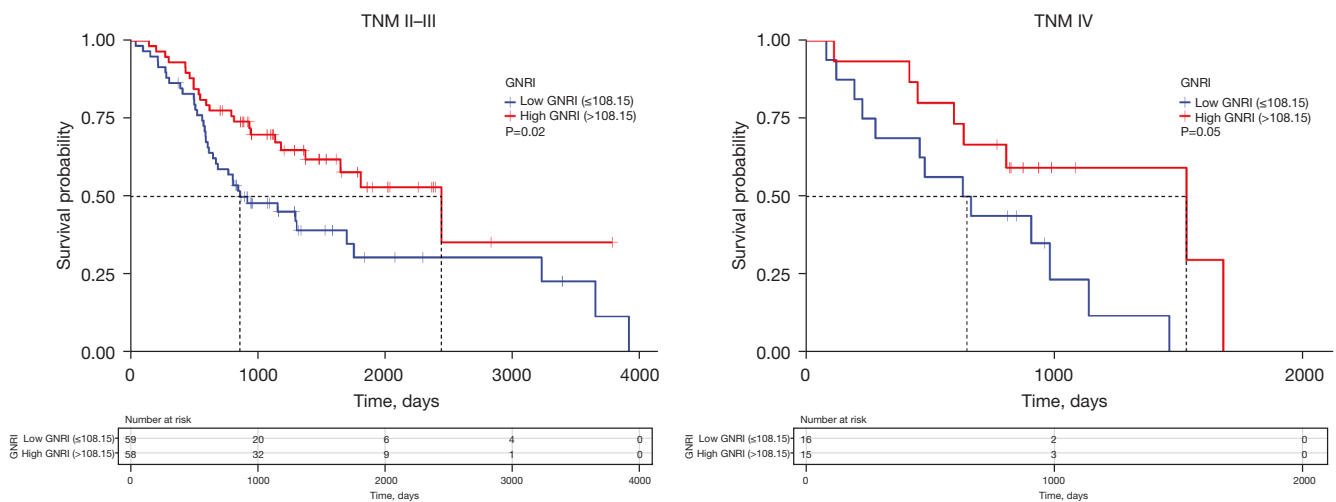 TNM II–III
Survival probability
1.00
0.75
0.50
0.25
0.00
GNRI
Low GNRI (≤108.15)
High GNRI (>108.15)
P=0.02
0 1000 2000 3000 4000
Time, days
Number at risk
GNRI
Low GNRI (≤108.15) 59 20 6 4 0
High GNRI (>108.15) 58 32 9 1 0
0 1000 2000 3000 4000
Time, days
TNM IV
Survival probability
1.00
0.75
0.50
0.25
0.00
GNRI
Low GNRI (≤108.15)
High GNRI (>108.15)
P=0.05
0 1000 2000
Time, days
Number at risk
GNRI
Low GNRI (≤108.15) 16 2 0
High GNRI (>108.15) 15 3 0
0 1000 2000
Time, days